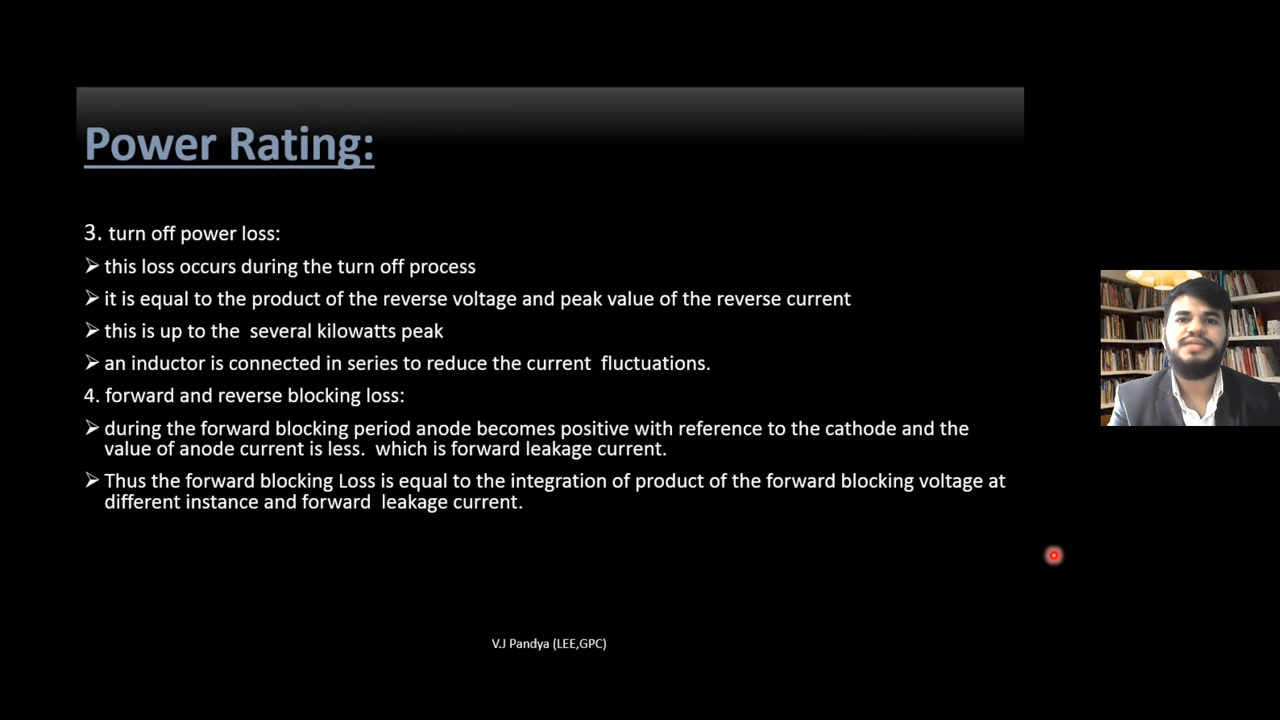 Power Rating:
3. turn off power loss:
➢ this loss occurs during the turn off process
➢ it is equal to the product of the reverse voltage and peak value of the reverse current
➢ this is up to the several kilowatts peak
➢ an inductor is connected in series to reduce the current fluctuations.
4. forward and reverse blocking loss:
➢ during the forward blocking period anode becomes positive with reference to the cathode and the
value of anode current is less. which is forward leakage current.
➢ Thus the forward blocking Loss is equal to the integration of product of the forward blocking voltage at
different instance and forward leakage current.
V.J Pandya (LEE,GPC)